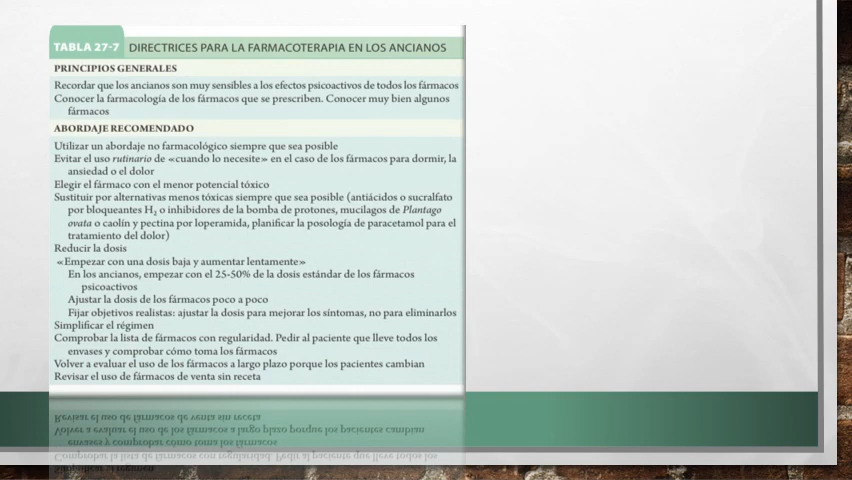 TABLA 27-7 DIRECTRICES PARA LA FARMACOTERAPIA EN LOS ANCIANOS
PRINCIPIOS GENERALES
Recordar que los ancianos son muy sensibles a los efectos psicoactivos de todos los fármacos
Conocer la farmacología de los fármacos que se prescriben. Conocer muy bien algunos
fármacos
ABORDAJE RECOMENDADO
Utilizar un abordaje no farmacológico siempre que sea posible
Evitar el uso rutinario de «cuando lo necesite» en el caso de los fármacos para dormir, la
ansiedad o el dolor
Elegir el fármaco con el menor potencial tóxico
Sustituir por alternativas menos tóxicas siempre que sea posible (antiácidos o sucralfato
por bloqueantes H₂ o inhibidores de la bomba de protones, mucilagos de Plantago
ovata o caolín y pectina por loperamida, planificar la posología de paracetamol para el
tratamiento del dolor)
Reducir la dosis
«Empezar con una dosis baja y aumentar lentamente»
En los ancianos, empezar con el 25-50% de la dosis estándar de los fármacos
psicoactivos
Ajustar la dosis de los fármacos poco a poco
Fijar objetivos realistas: ajustar la dosis para mejorar los síntomas, no para eliminarlos
Simplificar el régimen
Comprobar la lista de fármacos con regularidad. Pedir al paciente que lleve todos los
envases y comprobar cómo toma los fármacos
Volver a evaluar el uso de los fármacos a largo plazo porque los pacientes cambian
Revisar el uso de fármacos de venta sin receta